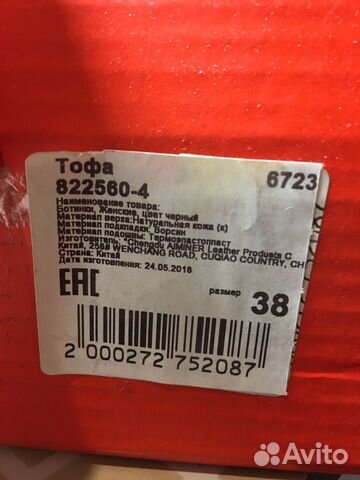 Тофа
822560-4 6723
Наименование товара:
Ботинки, Женские, цвет черный
Материал верха:Натуральная кожа (к)
Материал подкладки: Ворсин
Материал подошвы: Термоэластопласт
Изготовитель: "Chengdu AIMINER Leather Products C
Китай, 258# WENCHANG ROAD, CUQIAO COUNTRY, CH
Страна: Китай
Дата изготовления: 24.05.2018
EAC размер 38
2 000272 752087
Avito